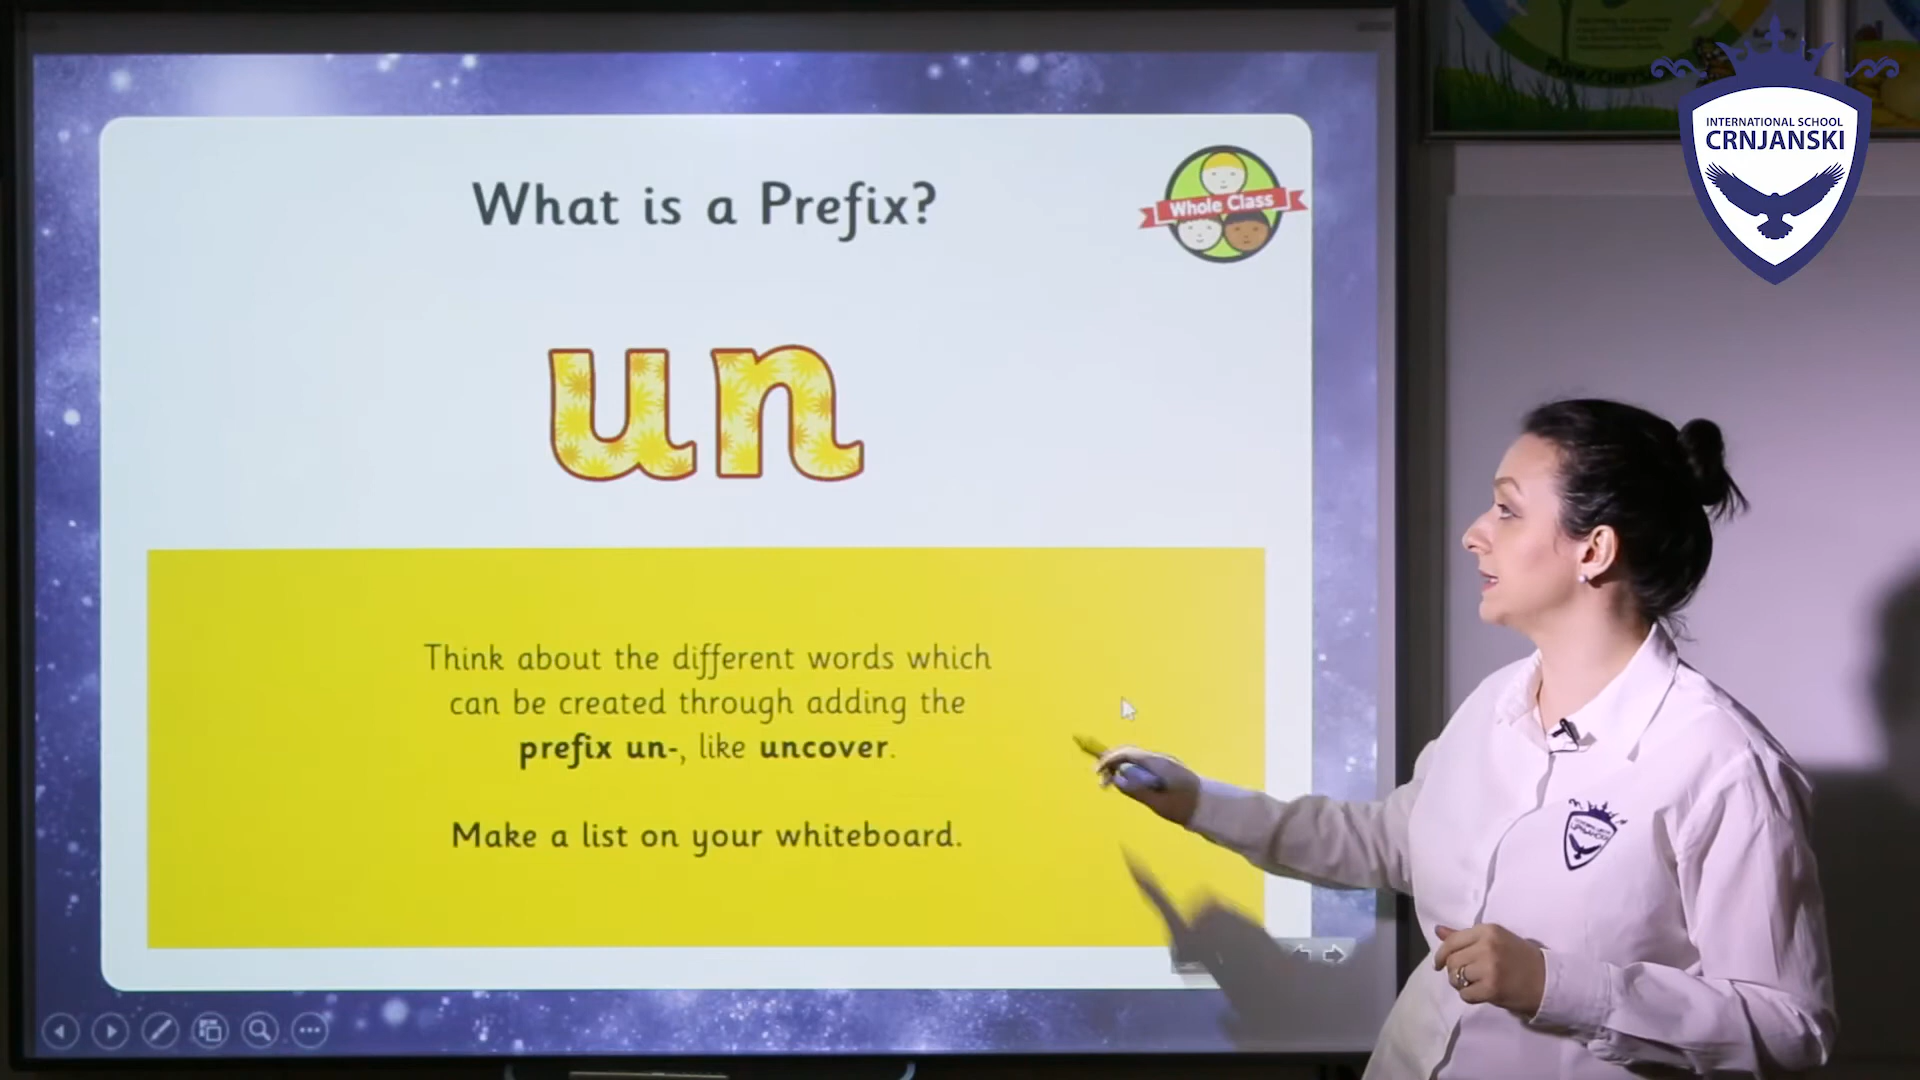 What is a Prefix?
Whole Class
un
Think about the different words which
can be created through adding the
prefix un-, like uncover.
Make a list on your whiteboard.
INTERNATIONAL SCHOOL
CRNJANSKI